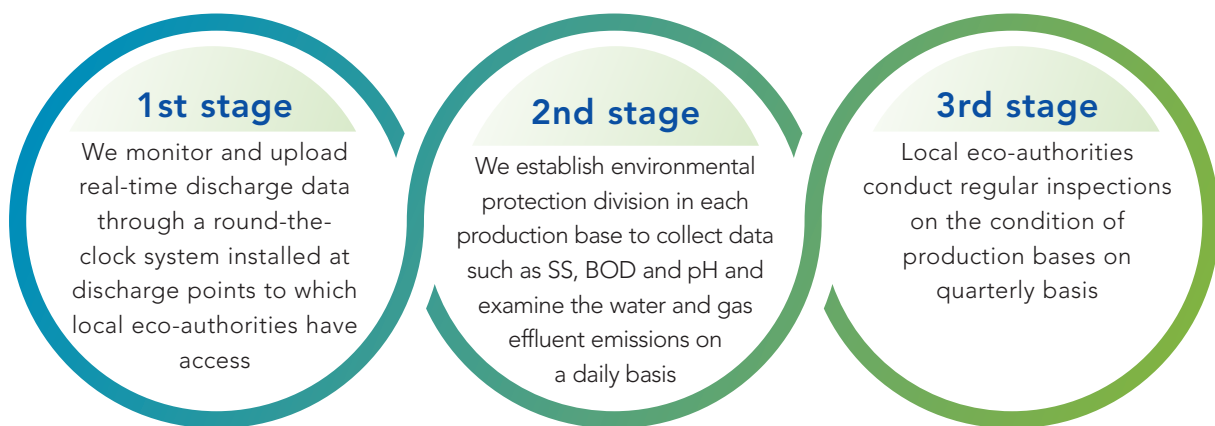 1st stage
We monitor and upload
real-time discharge data
through a round-the-
clock system installed at
discharge points to which
local eco-authorities have
access
2nd stage
We establish environmental
protection division in each
production base to collect data
such as SS, BOD and pH and
examine the water and gas
effluent emissions on
a daily basis
3rd stage
Local eco-authorities
conduct regular inspections
on the condition of
production bases on
quarterly basis